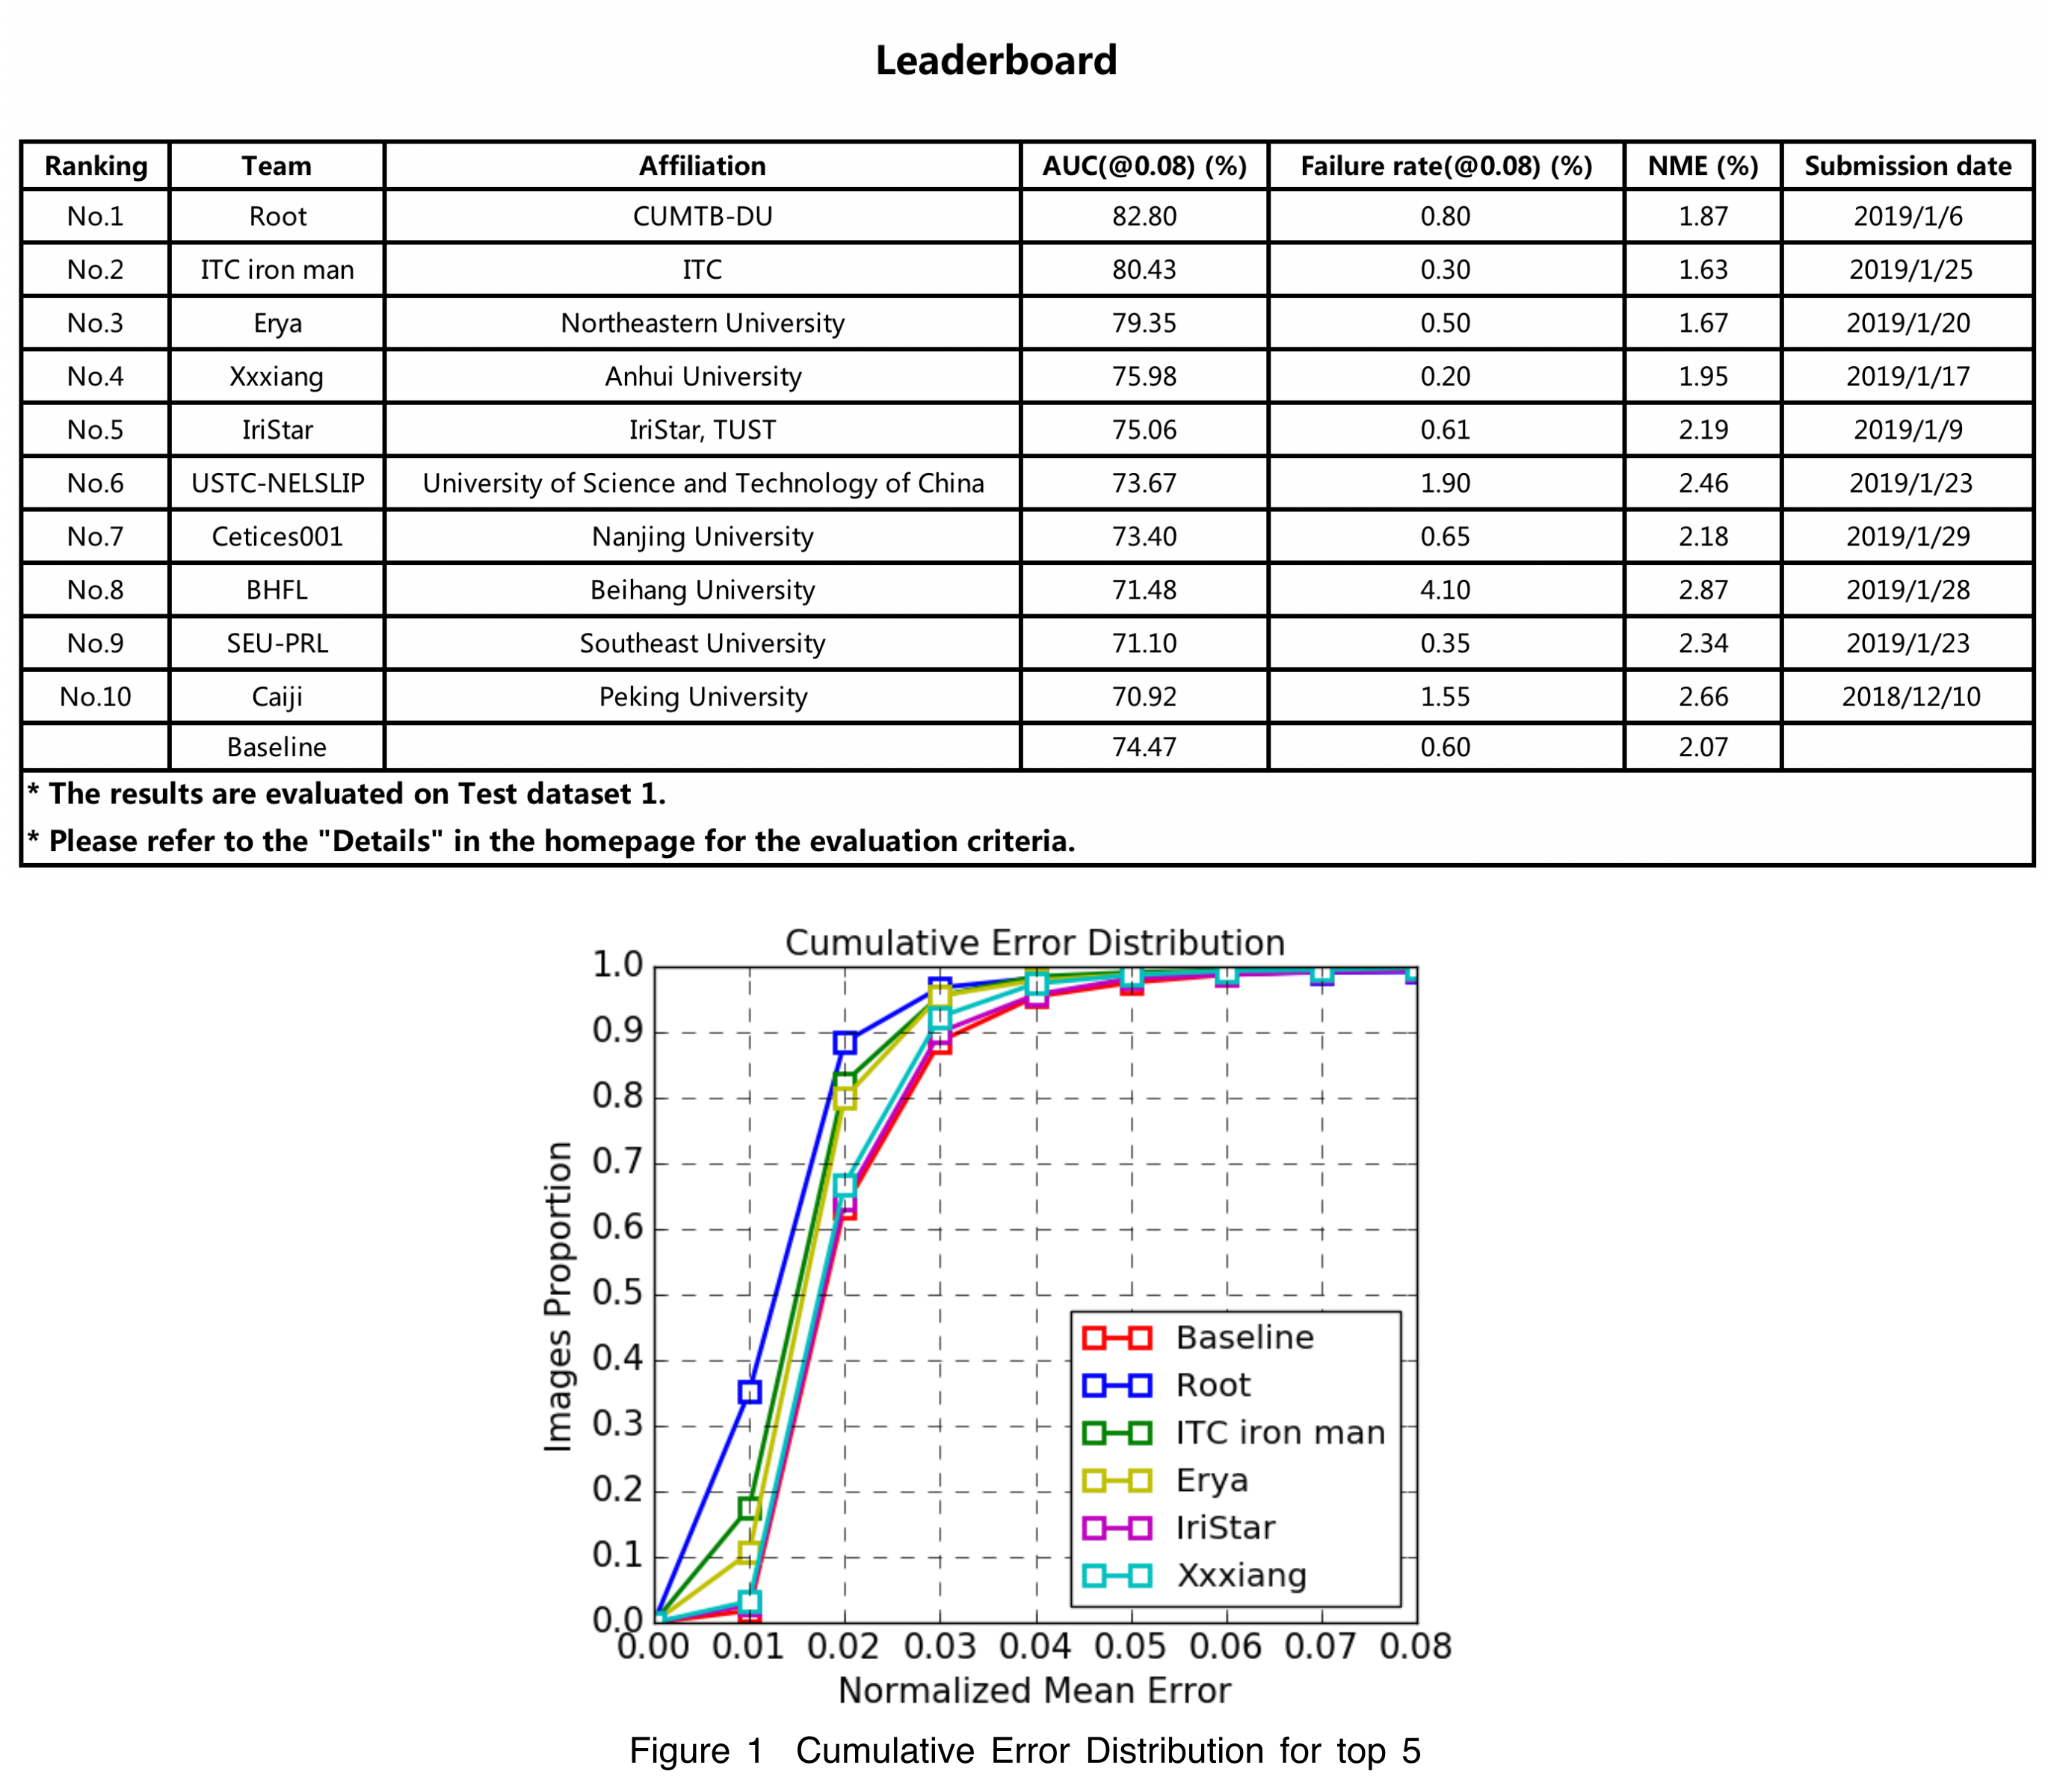 Leaderboard
Ranking Team Affiliation AUC(@0.08) (%) Failure rate(@0.08) (%) NME (%) Submission date
No.1 Root CUMTB-DU 82.80 0.80 1.87 2019/1/6
No.2 ITC iron man ITC 80.43 0.30 1.63 2019/1/25
No.3 Erya Northeastern University 79.35 0.50 1.67 2019/1/20
No.4 Xxxiang Anhui University 75.98 0.20 1.95 2019/1/17
No.5 IriStar IriStar, TUST 75.06 0.61 2.19 2019/1/9
No.6 USTC-NELSLIP University of Science and Technology of China 73.67 1.90 2.46 2019/1/23
No.7 Cetices001 Nanjing University 73.40 0.65 2.18 2019/1/29
No.8 BHFL Beihang University 71.48 4.10 2.87 2019/1/28
No.9 SEU-PRL Southeast University 71.10 0.35 2.34 2019/1/23
No.10 Caiji Peking University 70.92 1.55 2.66 2018/12/10
Baseline 74.47 0.60 2.07
* The results are evaluated on Test dataset 1.
* Please refer to the "Details" in the homepage for the evaluation criteria.
Cumulative Error Distribution
1.0
0.9
0.8
0.7
0.6
0.5
0.4
0.3
0.2
0.1
0.0
Images Proportion
Baseline
Root
ITC iron man
Erya
IriStar
Xxxiang
0.00 0.01 0.02 0.03 0.04 0.05 0.06 0.07 0.08
Normalized Mean Error
Figure 1 Cumulative Error Distribution for top 5